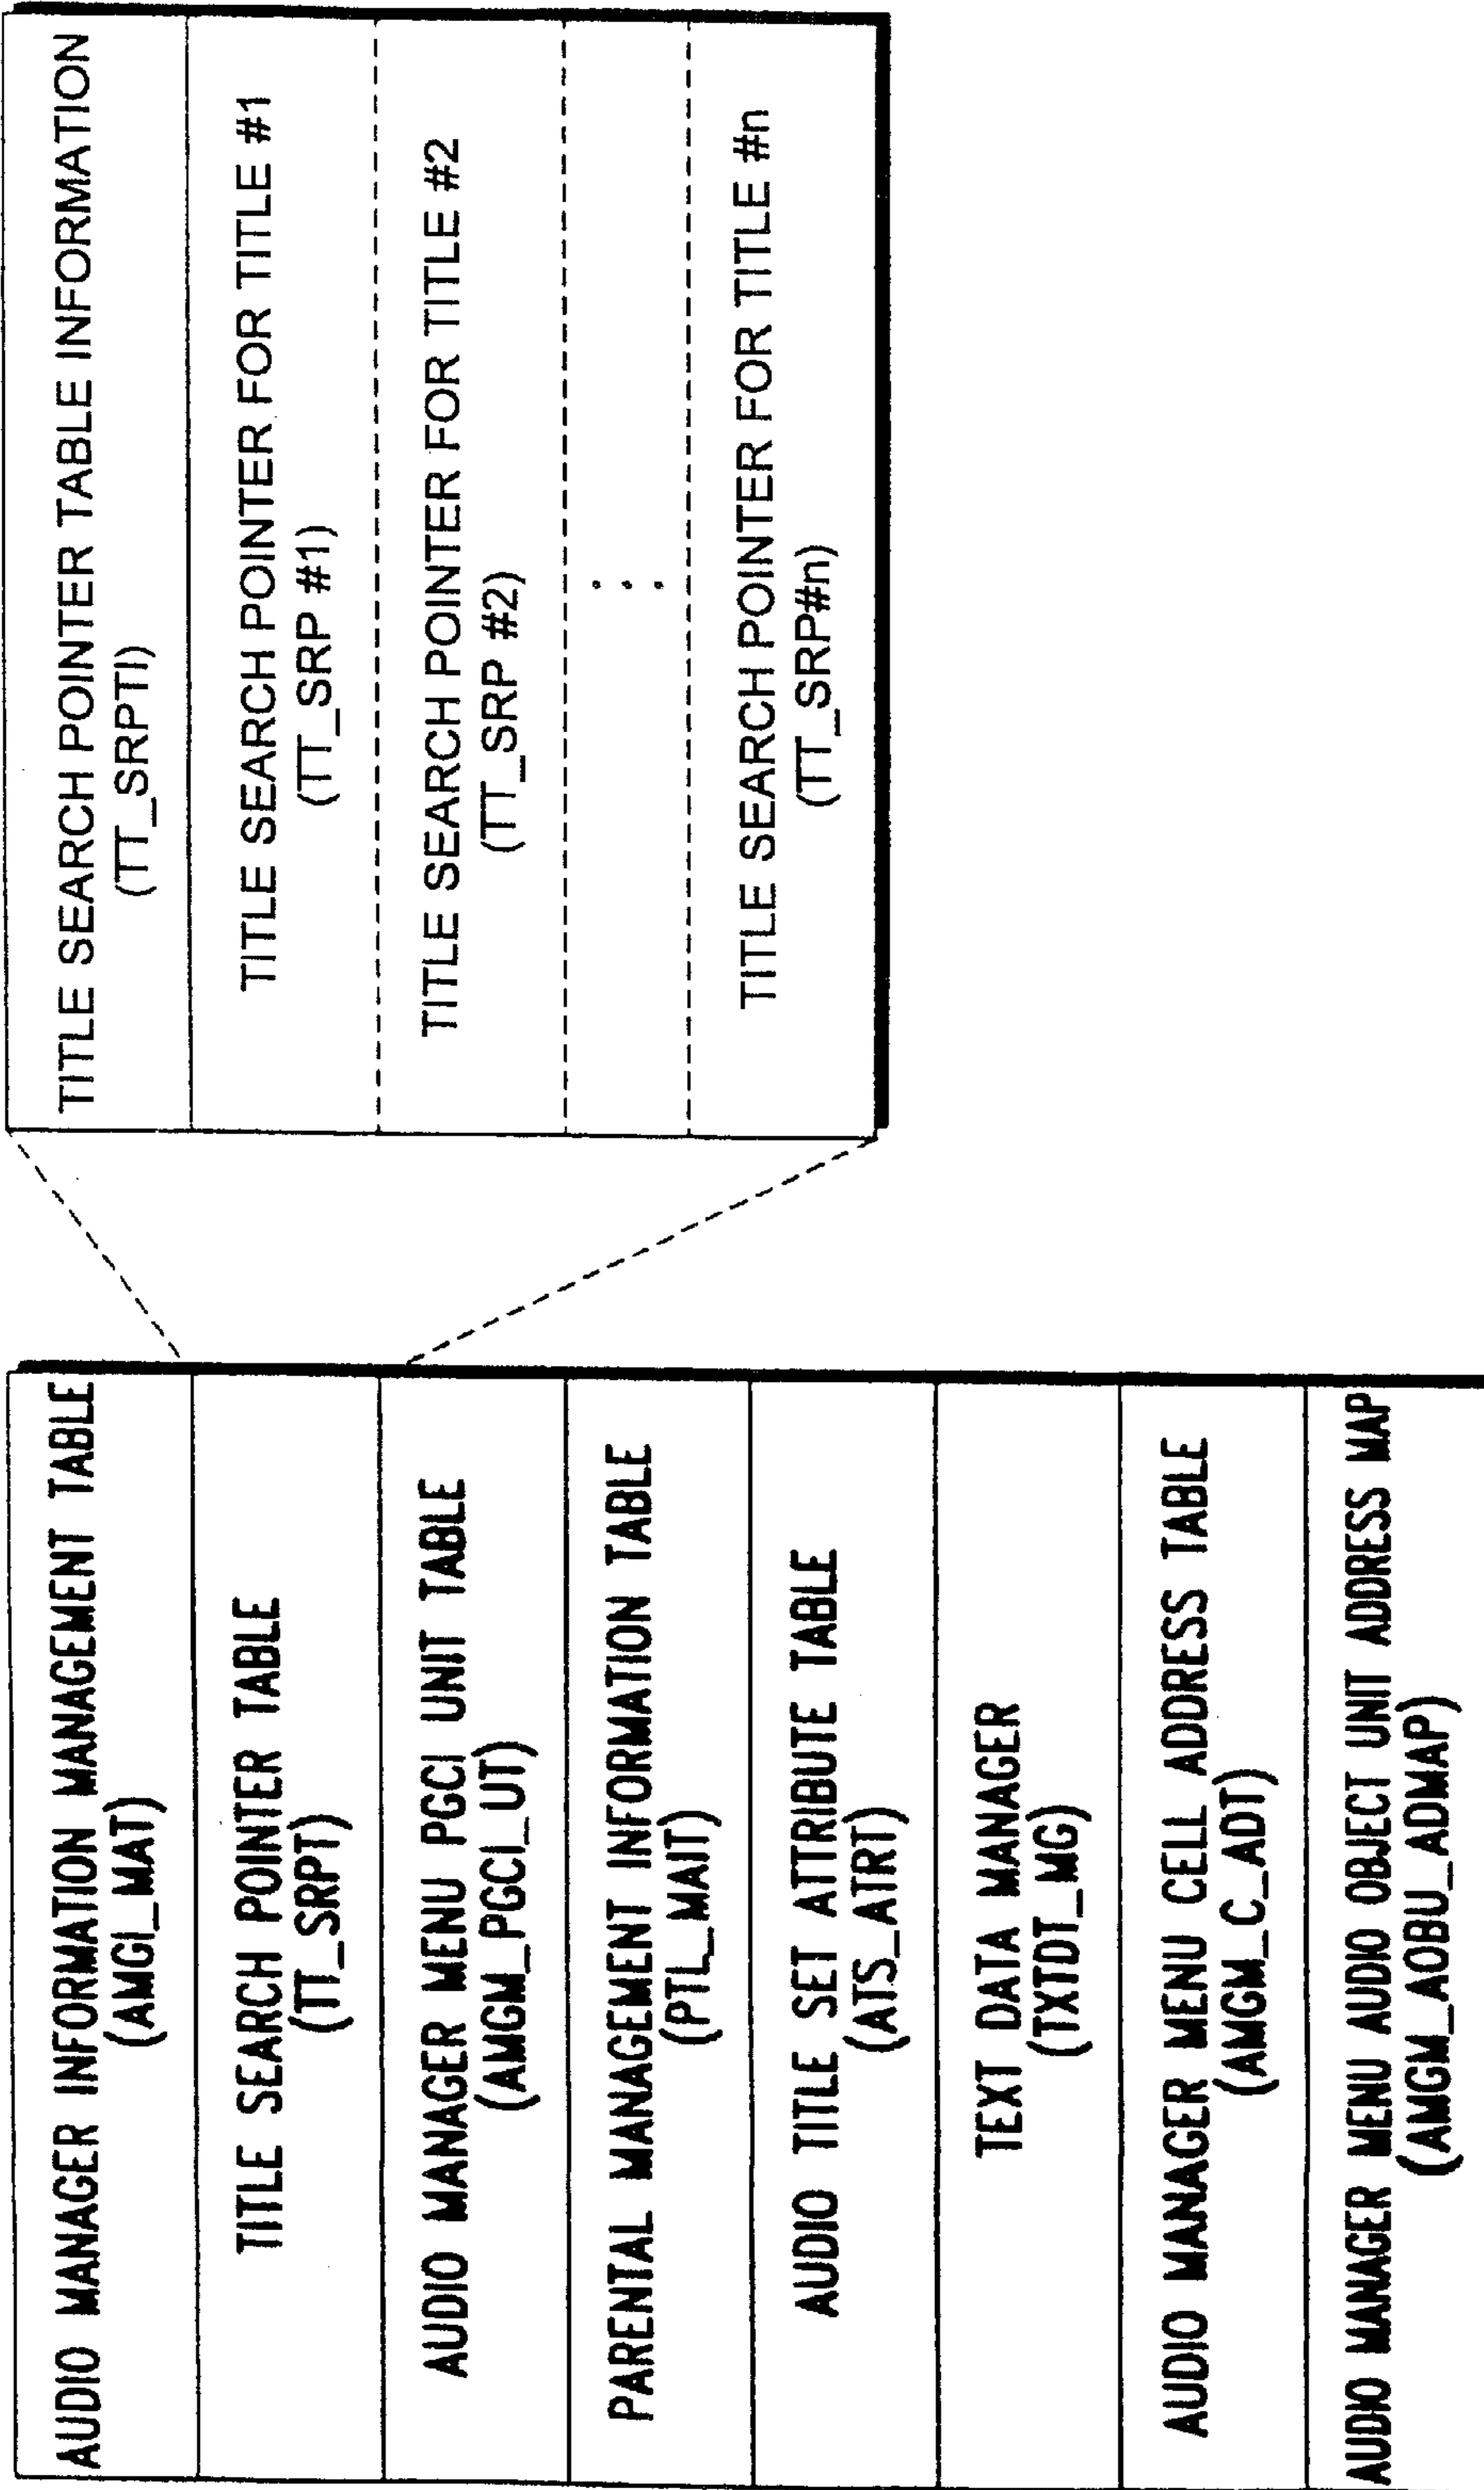 AUDIO MANAGER INFORMATION MANAGEMENT TABLE
(AMGI_MAT)
TITLE SEARCH POINTER TABLE
(TT_SRPT)
AUDIO MANAGER MENU PGCI UNIT TABLE
(AMGM_PGCI_UT)
PARENTAL MANAGEMENT INFORMATION TABLE
(PTL_MAIT)
AUDIO TITLE SET ATTRIBUTE TABLE
(ATS_ATRT)
TEXT DATA MANAGER
(TXTDT_MG)
AUDIO MANAGER MENU CELL ADDRESS TABLE
(AMGM_C_ADT)
AUDIO MANAGER MENU AUDIO OBJECT UNIT ADDRESS MAP
(AMGM_AOBU_ADMAP)
TITLE SEARCH POINTER TABLE INFORMATION
(TT_SRPTI)
TITLE SEARCH POINTER FOR TITLE #1
(TT_SRP #1)
TITLE SEARCH POINTER FOR TITLE #2
(TT_SRP #2)
...
TITLE SEARCH POINTER FOR TITLE #n
(TT_SRP#n)